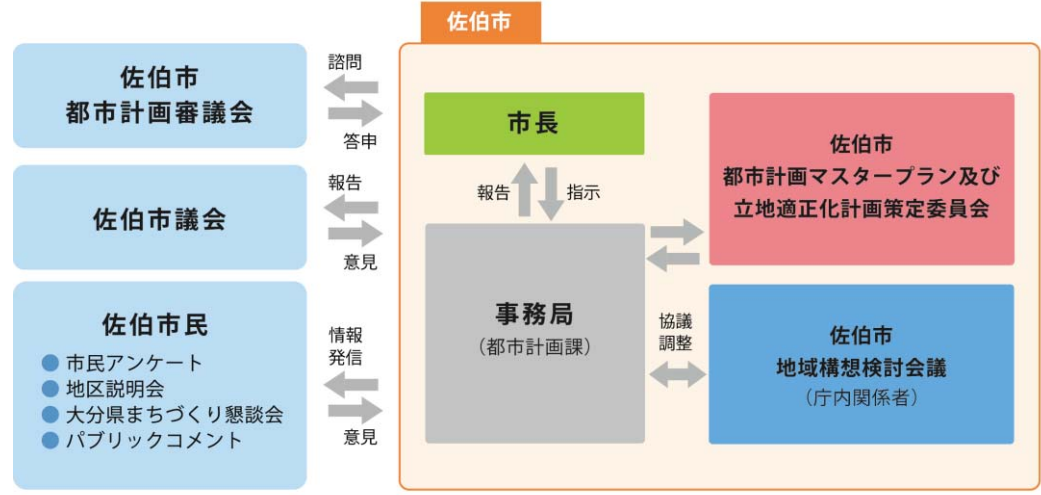 佐伯市
佐伯市
都市計画審議会
諮問
答申
佐伯市議会
報告
意見
佐伯市民
●市民アンケート
●地区説明会
●大分県まちづくり懇談会
●パブリックコメント
情報
発信
意見
市長
報告
指示
事務局
(都市計画課)
佐伯市
都市計画マスタープラン及び
立地適正化計画策定委員会
協議
調整
佐伯市
地域構想検討会議
(庁内関係者)